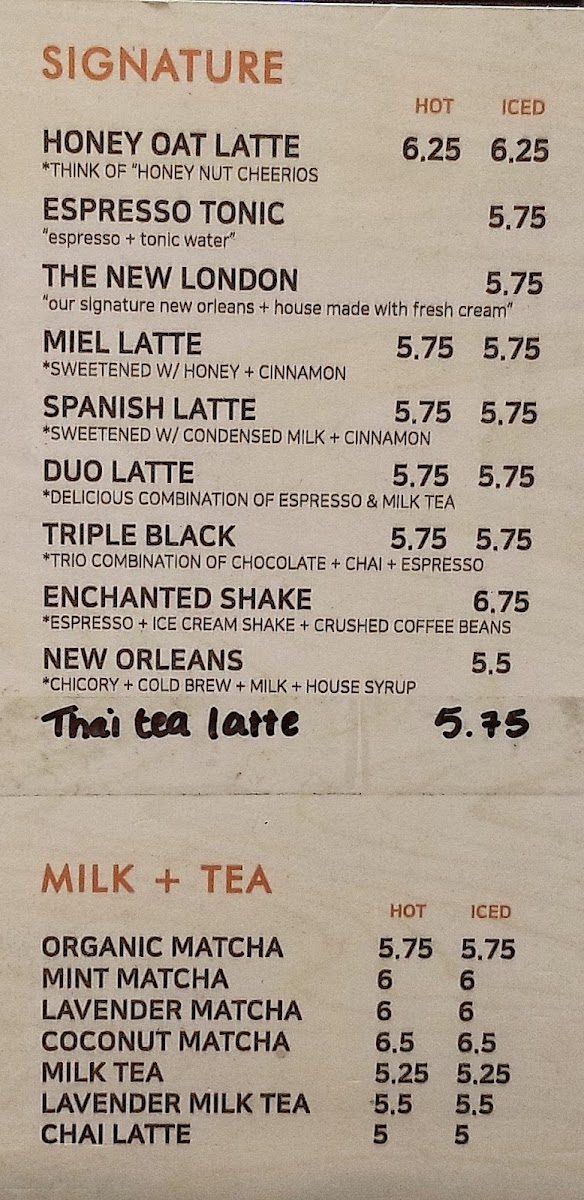 SIGNATURE
HOT ICED
HONEY OAT LATTE 6.25 6.25
*THINK OF "HONEY NUT CHEERIOS
ESPRESSO TONIC 5.75
"espresso + tonic water"
THE NEW LONDON 5.75
"our signature new orleans + house made with fresh cream"
MIEL LATTE 5.75 5.75
*SWEETENED W/ HONEY + CINNAMON
SPANISH LATTE 5.75 5.75
*SWEETENED W/ CONDENSED MILK + CINNAMON
DUO LATTE 5.75 5.75
*DELICIOUS COMBINATION OF ESPRESSO & MILK TEA
TRIPLE BLACK 5.75 5.75
*TRIO COMBINATION OF CHOCOLATE + CHAI + ESPRESSO
ENCHANTED SHAKE 6.75
*ESPRESSO + ICE CREAM SHAKE + CRUSHED COFFEE BEANS
NEW ORLEANS 5.5
*CHICORY + COLD BREW + MILK + HOUSE SYRUP
Thai tea latte 5.75
MILK + TEA
HOT ICED
ORGANIC MATCHA 5.75 5.75
MINT MATCHA 6 6
LAVENDER MATCHA 6 6
COCONUT MATCHA 6.5 6.5
MILK TEA 5.25 5.25
LAVENDER MILK TEA 5.5 5.5
CHAI LATTE 5 5